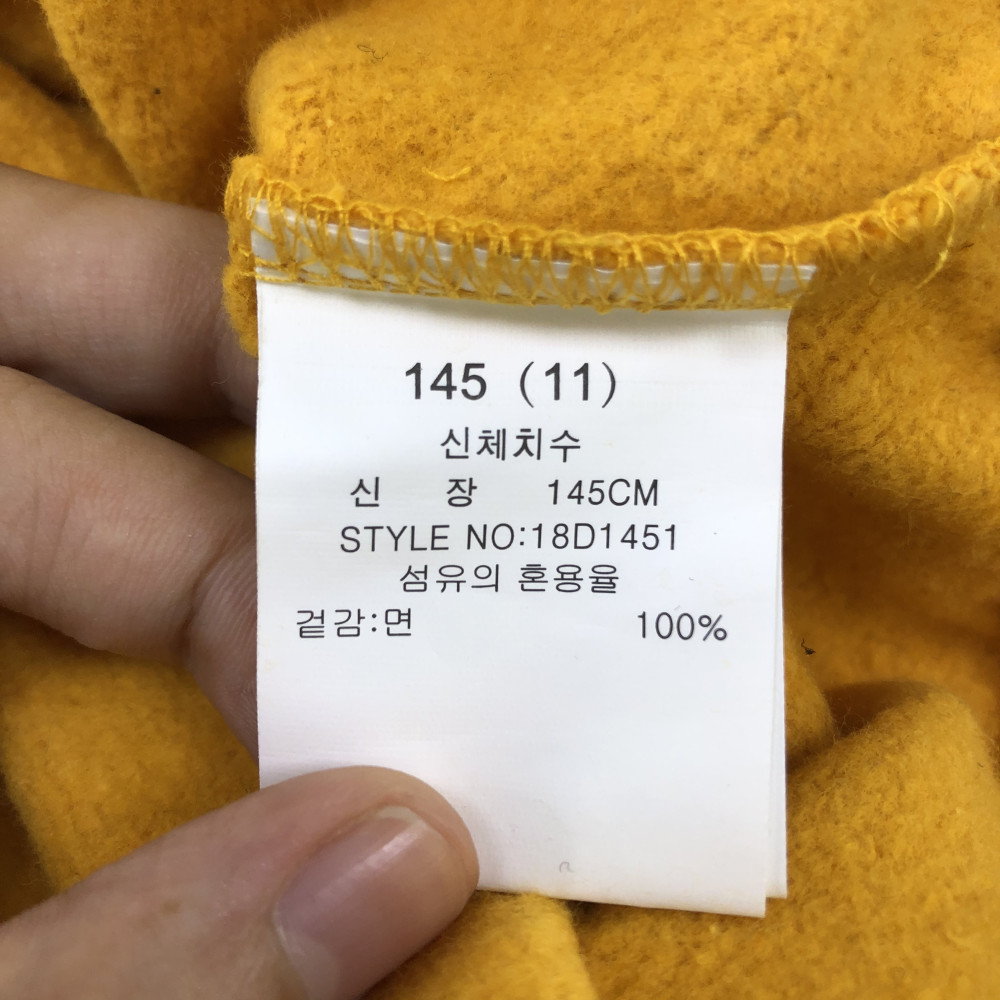 145 (11)
신체치수
신 장 145CM
STYLE NO:18D1451
섬유의 혼용율
겉감:면 100%